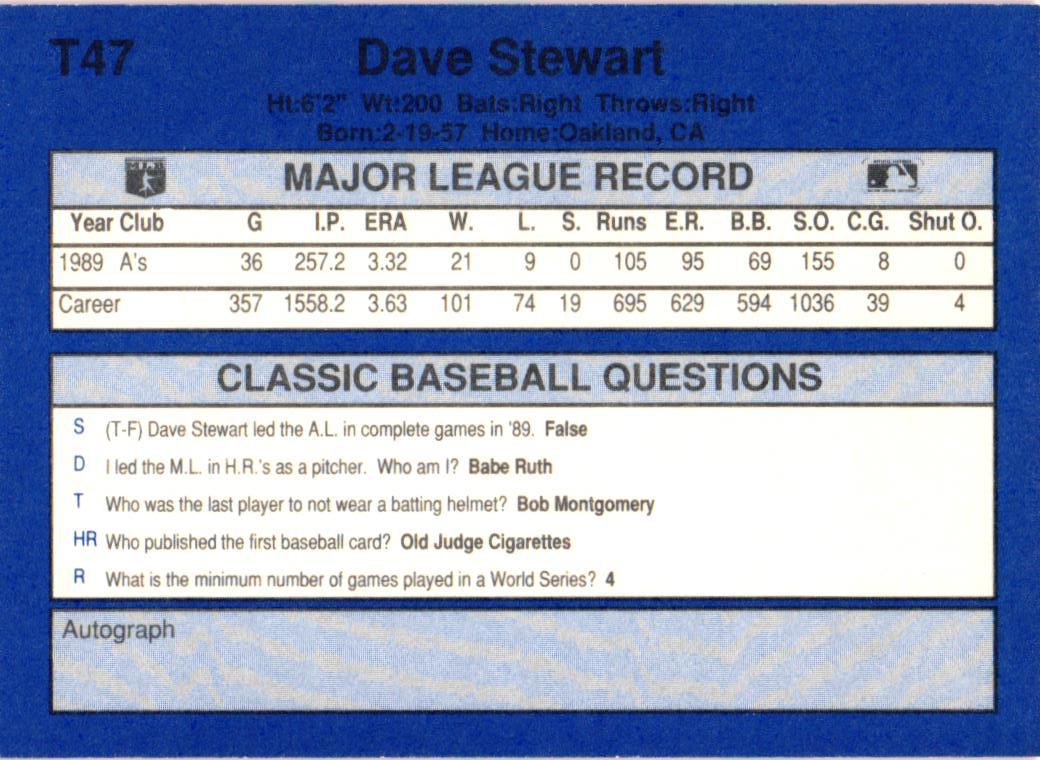 T47 Dave Stewart
Ht:6'2" Wt:200 Bats:Right Throws:Right
Born:2-19-57 Home:Oakland, CA
MAJOR LEAGUE RECORD
Year Club G I.P. ERA W. L. S. Runs E.R. B.B. S.O. C.G. Shut O.
1989 A's 36 257.2 3.32 21 9 0 105 95 69 155 8 0
Career 357 1558.2 3.63 101 74 19 695 629 594 1036 39 4
CLASSIC BASEBALL QUESTIONS
S (T-F) Dave Stewart led the A.L. in complete games in '89. False
D I led the M.L. in H.R.'s as a pitcher. Who am I? Babe Ruth
T Who was the last player to not wear a batting helmet? Bob Montgomery
HR Who published the first baseball card? Old Judge Cigarettes
R What is the minimum number of games played in a World Series? 4
Autograph